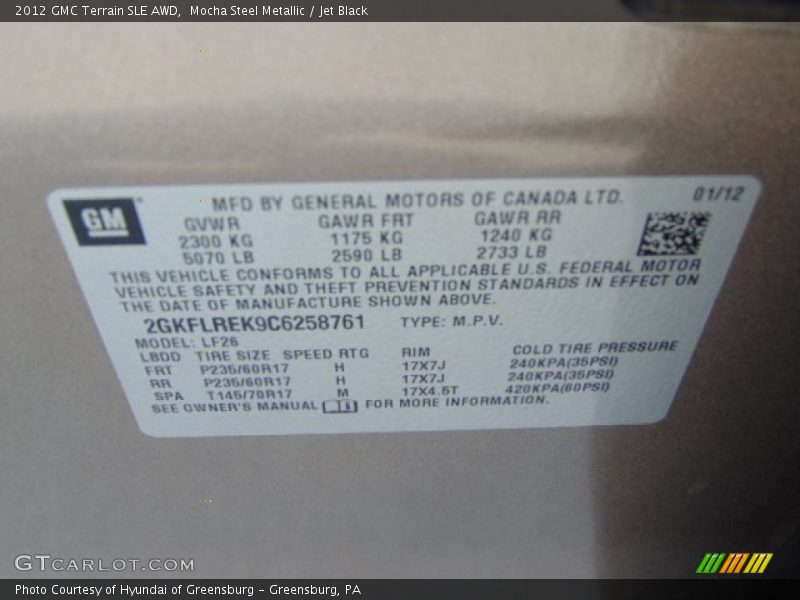 2012 GMC Terrain SLE AWD, Mocha Steel Metallic / Jet Black
GM
MFD BY GENERAL MOTORS OF CANADA LTD. 01/12
GVWR GAWR FRT GAWR RR
2300 KG 1175 KG 1240 KG
5070 LB 2590 LB 2733 LB
THIS VEHICLE CONFORMS TO ALL APPLICABLE U.S. FEDERAL MOTOR
VEHICLE SAFETY AND THEFT PREVENTION STANDARDS IN EFFECT ON
THE DATE OF MANUFACTURE SHOWN ABOVE.
2GKFLREK9C6258761 TYPE: M.P.V.
MODEL: LF26
LBDD TIRE SIZE SPEED RTG RIM COLD TIRE PRESSURE
FRT P235/60R17 H 17X7J 240KPA(35PSI)
RR P235/60R17 H 17X7J 240KPA(35PSI)
SPA T145/70R17 M 17X4.5T 420KPA(60PSI)
SEE OWNER'S MANUAL FOR MORE INFORMATION.
GTCARLOT.COM
Photo Courtesy of Hyundai of Greensburg - Greensburg, PA